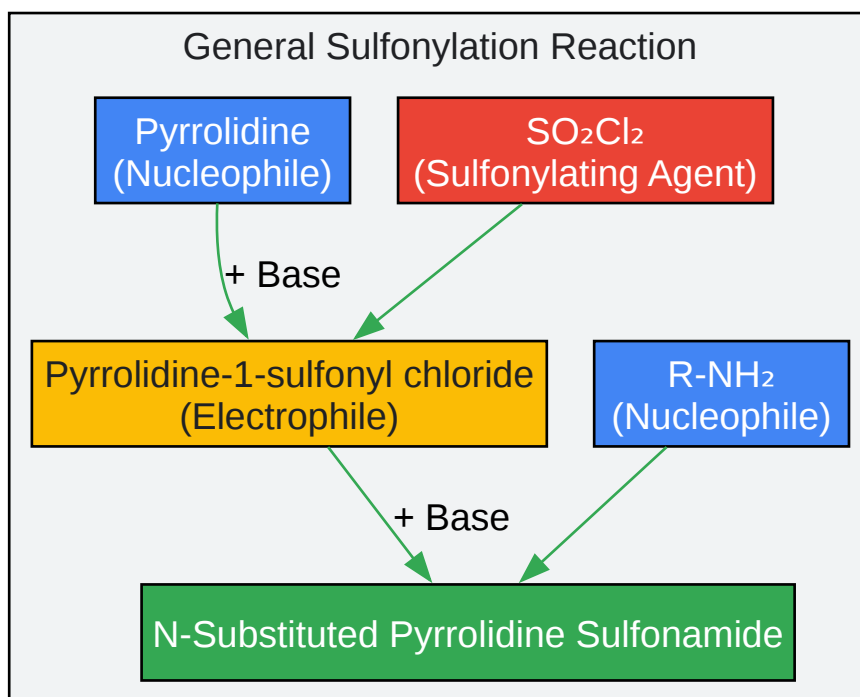 General Sulfonylation Reaction
Pyrrolidine
(Nucleophile)
SO₂Cl₂
(Sulfonylating Agent)
+ Base
Pyrrolidine-1-sulfonyl chloride
(Electrophile)
R-NH₂
(Nucleophile)
+ Base
N-Substituted Pyrrolidine Sulfonamide